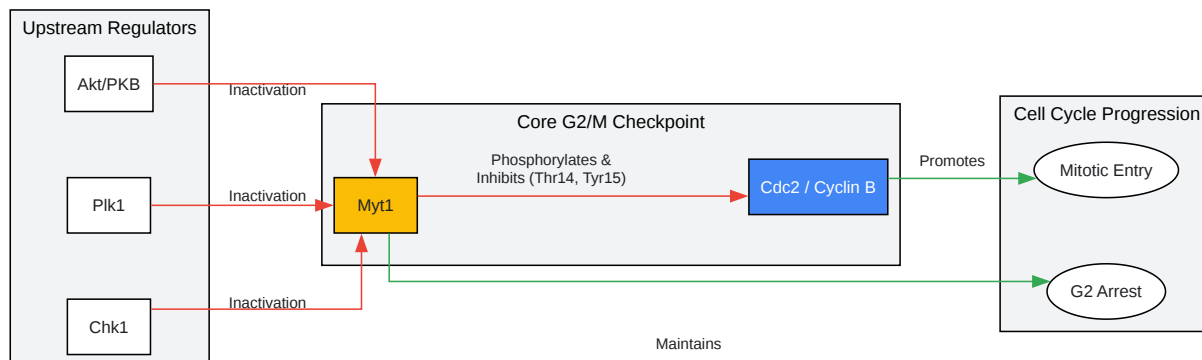 Upstream Regulators
Akt/PKB
Inactivation
Plk1
Inactivation
Chk1
Inactivation
Core G2/M Checkpoint
Phosphorylates &
Inhibits (Thr14, Tyr15)
Myt1
Cdc2 / Cyclin B
Promotes
Maintains
Cell Cycle Progression
Mitotic Entry
G2 Arrest